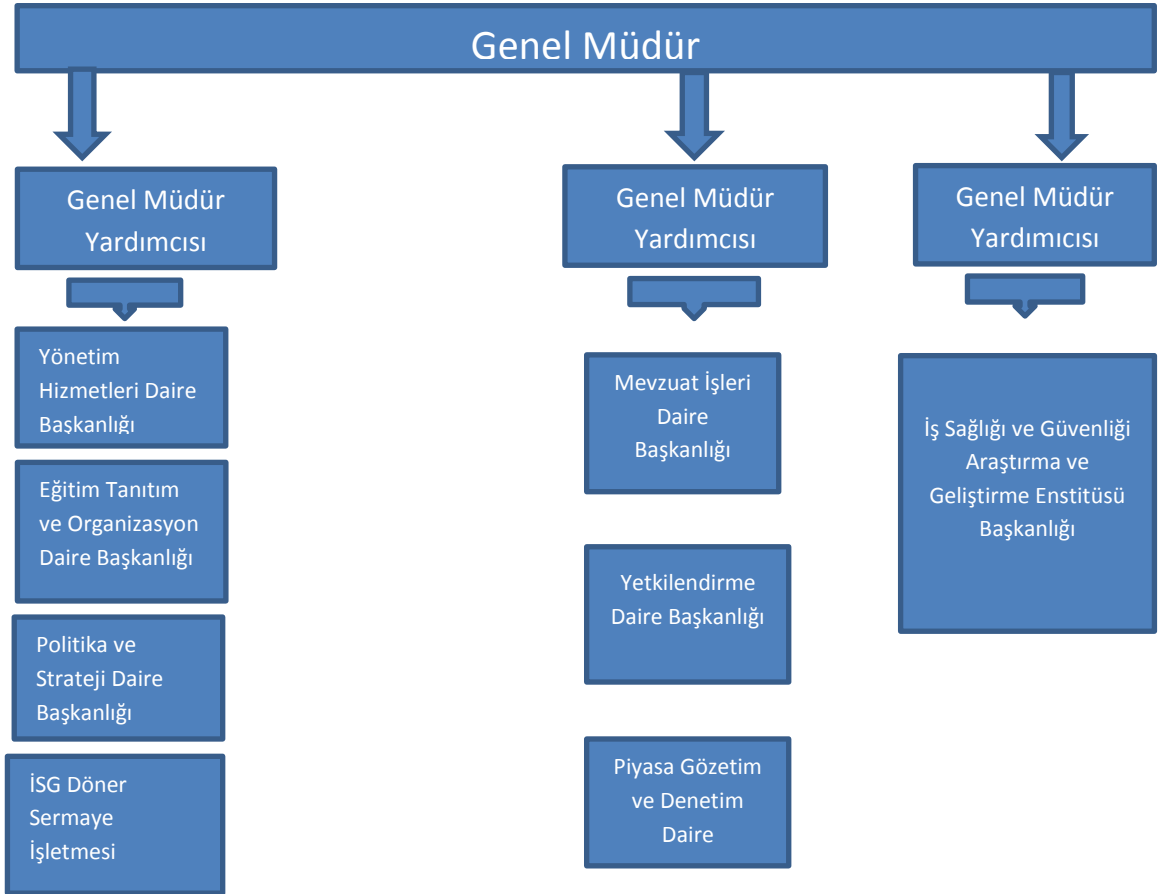 Genel Müdür
Genel Müdür
Yardımcısı
Yönetim
Hizmetleri Daire
Başkanlığı
Eğitim Tanıtım
ve Organizasyon
Daire Başkanlığı
Politika ve
Strateji Daire
Başkanlığı
İSG Döner
Sermaye
İşletmesi
Genel Müdür
Yardımcısı
Mevzuat İşleri
Daire
Başkanlığı
Yetkilendirme
Daire Başkanlığı
Piyasa Gözetim
ve Denetim
Daire
Genel Müdür
Yardımıcısı
İş Sağlığı ve Güvenliği
Araştırma ve
Geliştirme Enstitüsü
Başkanlığı